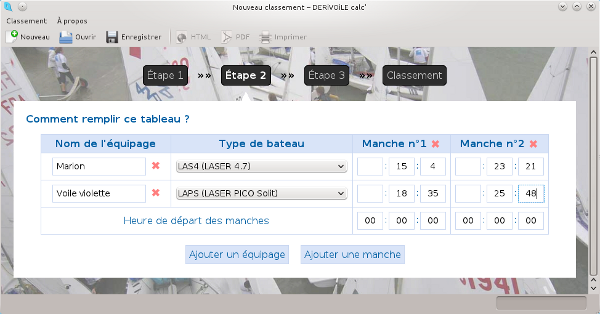 Nouveau classement – DERIVOILE calc'
Classement À propos
Nouveau Ouvrir Enregistrer HTML PDF Imprimer
Étape 1 »» Étape 2 »» Étape 3 »» Classement
Comment remplir ce tableau ?
Nom de l'équipage Type de bateau Manche n°1 Manche n°2
Marion LAS4 (LASER 4.7) : 15 : 4 : 23 : 21
Voile violette LAPS (LASER PICO Solit) : 18 : 35 : 25 : 48
Heure de départ des manches 00 : 00 : 00 00 : 00 : 00
Ajouter un équipage Ajouter une manche